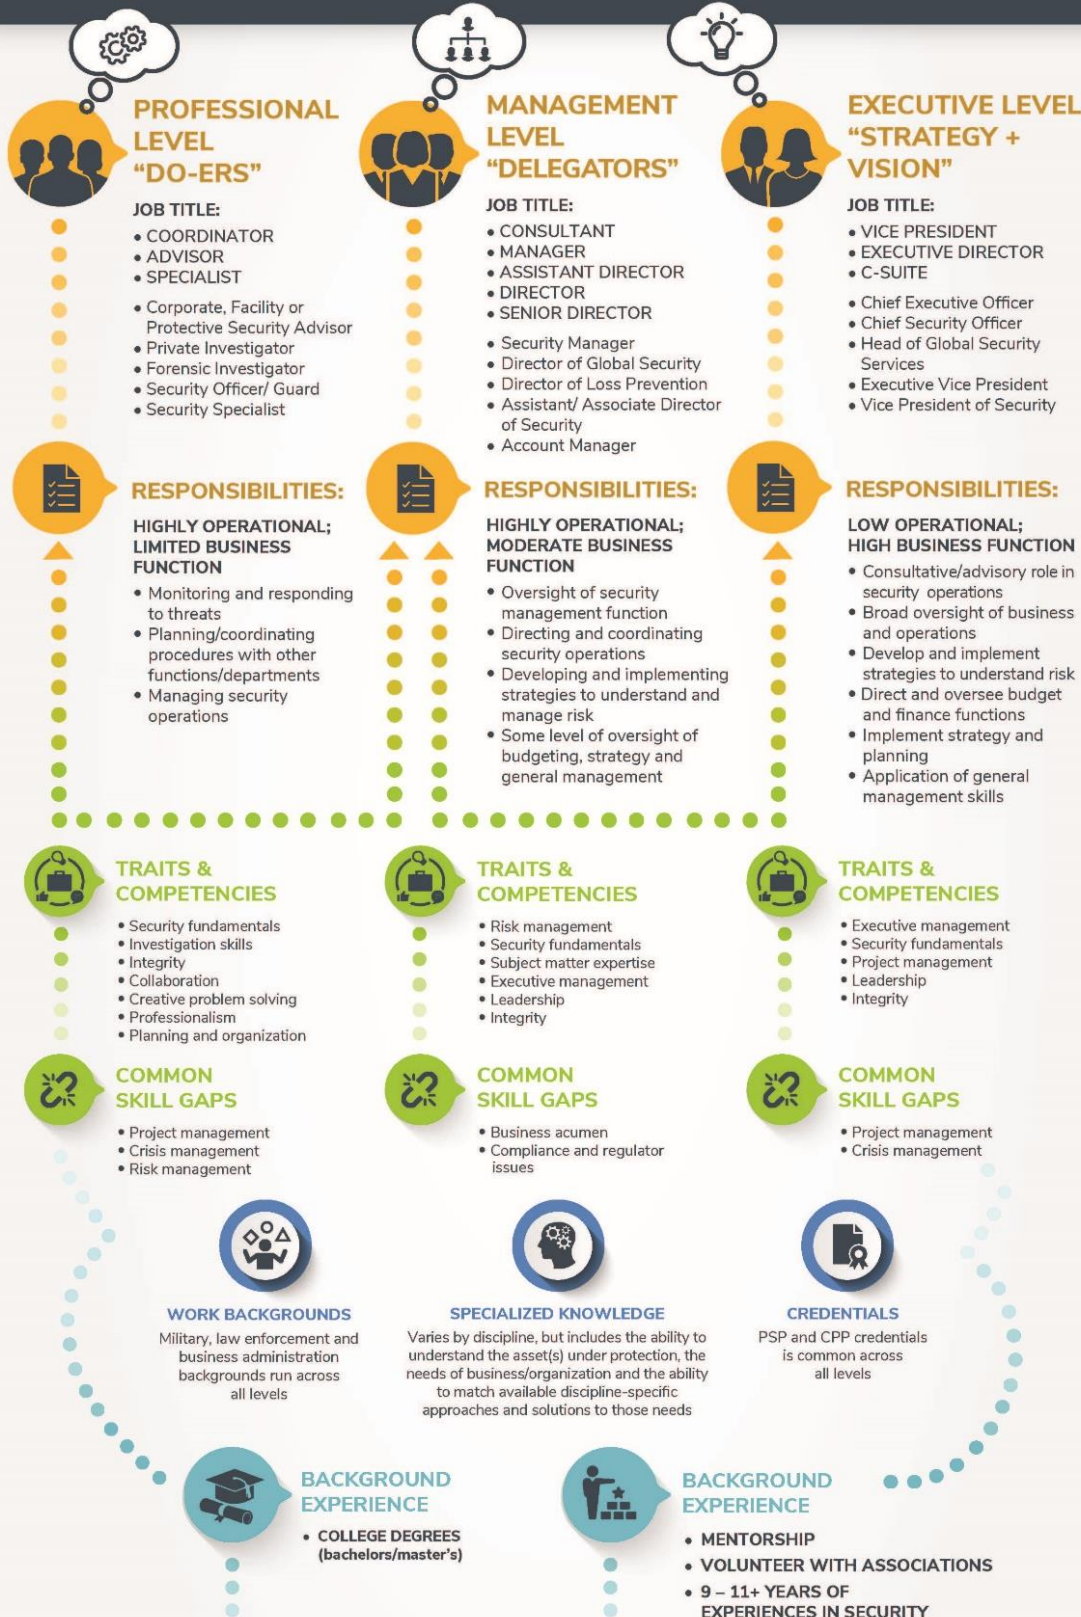 PROFESSIONAL
LEVEL
“DO-ERS”
JOB TITLE:
• COORDINATOR
• ADVISOR
• SPECIALIST
• Corporate, Facility or
Protective Security Advisor
• Private Investigator
• Forensic Investigator
• Security Officer/ Guard
• Security Specialist
MANAGEMENT
LEVEL
“DELEGATORS”
JOB TITLE:
• CONSULTANT
• MANAGER
• ASSISTANT DIRECTOR
• DIRECTOR
• SENIOR DIRECTOR
• Security Manager
• Director of Global Security
• Director of Loss Prevention
• Assistant/ Associate Director
of Security
• Account Manager
EXECUTIVE LEVEL
“STRATEGY +
VISION”
JOB TITLE:
• VICE PRESIDENT
• EXECUTIVE DIRECTOR
• C-SUITE
• Chief Executive Officer
• Chief Security Officer
• Head of Global Security
Services
• Executive Vice President
• Vice President of Security
RESPONSIBILITIES:
HIGHLY OPERATIONAL;
LIMITED BUSINESS
FUNCTION
• Monitoring and responding
to threats
• Planning/coordinating
procedures with other
functions/departments
• Managing security
operations
RESPONSIBILITIES:
HIGHLY OPERATIONAL;
MODERATE BUSINESS
FUNCTION
• Oversight of security
management function
• Directing and coordinating
security operations
• Developing and implementing
strategies to understand and
manage risk
• Some level of oversight of
budgeting, strategy and
general management
RESPONSIBILITIES:
LOW OPERATIONAL;
HIGH BUSINESS FUNCTION
• Consultative/advisory role in
security operations
• Broad oversight of business
and operations
• Develop and implement
strategies to understand risk
• Direct and oversee budget
and finance functions
• Implement strategy and
planning
• Application of general
management skills
TRAITS &
COMPETENCIES
• Security fundamentals
• Investigation skills
• Integrity
• Collaboration
• Creative problem solving
• Professionalism
• Planning and organization
TRAITS &
COMPETENCIES
• Risk management
• Security fundamentals
• Subject matter expertise
• Executive management
• Leadership
• Integrity
TRAITS &
COMPETENCIES
• Executive management
• Security fundamentals
• Project management
• Leadership
• Integrity
COMMON
SKILL GAPS
• Project management
• Crisis management
• Risk management
COMMON
SKILL GAPS
• Business acumen
• Compliance and regulator
issues
COMMON
SKILL GAPS
• Project management
• Crisis management
WORK BACKGROUNDS
Military, law enforcement and
business administration
backgrounds run across
all levels
SPECIALIZED KNOWLEDGE
Varies by discipline, but includes the ability to
understand the asset(s) under protection, the
needs of business/organization and the ability
to match available discipline-specific
approaches and solutions to those needs
CREDENTIALS
PSP and CPP credentials
is common across
all levels
BACKGROUND
EXPERIENCE
• COLLEGE DEGREES
(bachelors/master’s)
BACKGROUND
EXPERIENCE
• MENTORSHIP
• VOLUNTEER WITH ASSOCIATIONS
• 9 – 11+ YEARS OF
EXPERIENCES IN SECURITY